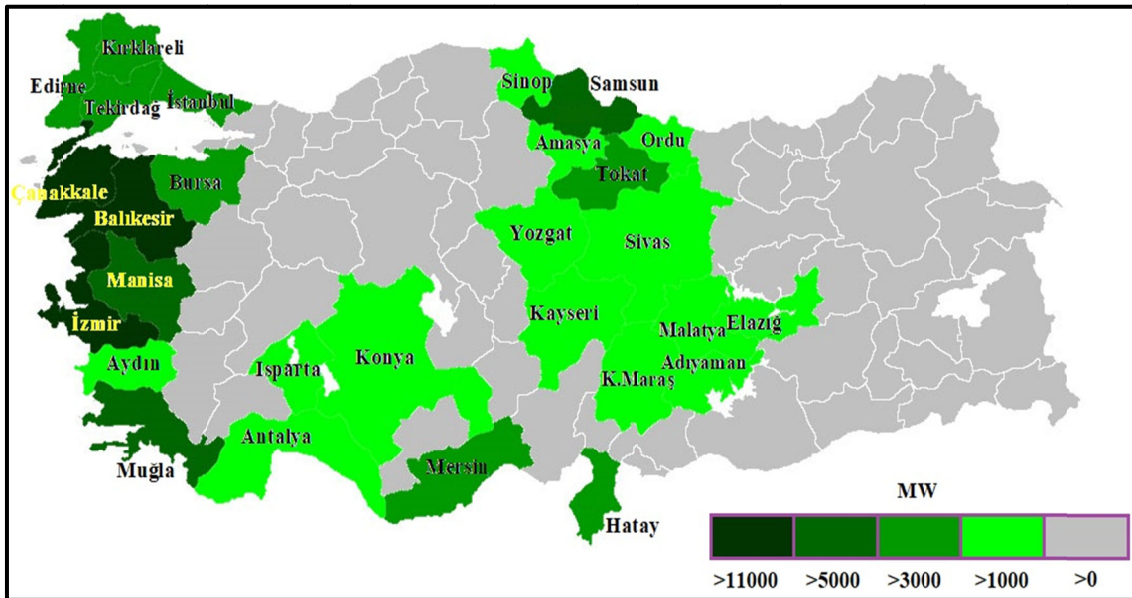 Kırklareli
Edirne
Tekirdağ
İstanbul
Sinop
Samsun
Amasya
Ordu
Tokat
Çanakkale
Bursa
Balıkesir
Yozgat
Sivas
Manisa
İzmir
Kayseri
Malatya
Elazığ
Aydın
Isparta
Konya
K.Maraş
Adıyaman
Antalya
Muğla
Mersin
Hatay
MW
>11000 >5000 >3000 >1000 >0